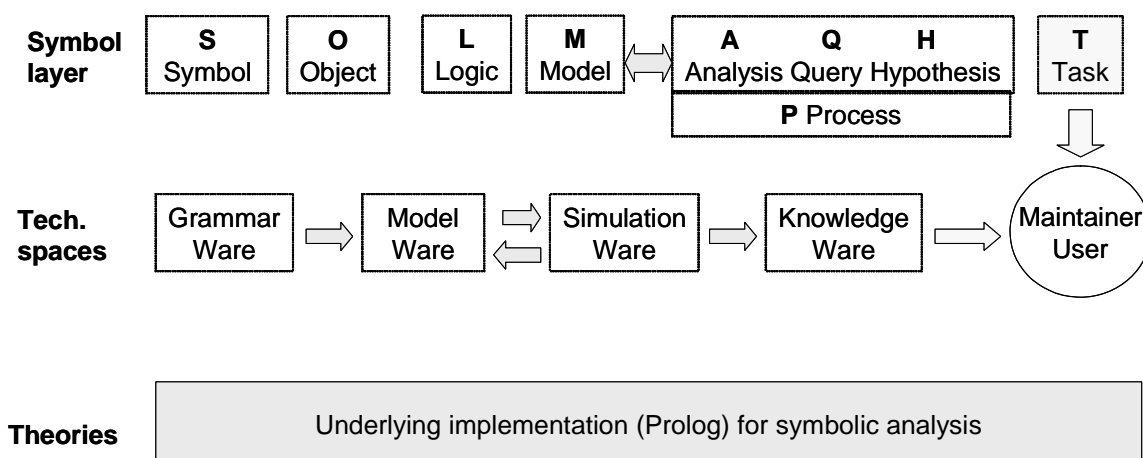 Symbol
layer
S
Symbol
O
Object
L
Logic
M
Model
A Q H
Analysis Query Hypothesis
P Process
T
Task
Tech.
spaces
Grammar
Ware
Model
Ware
Simulation
Ware
Knowledge
Ware
Maintainer
User
Theories
Underlying implementation (Prolog) for symbolic analysis